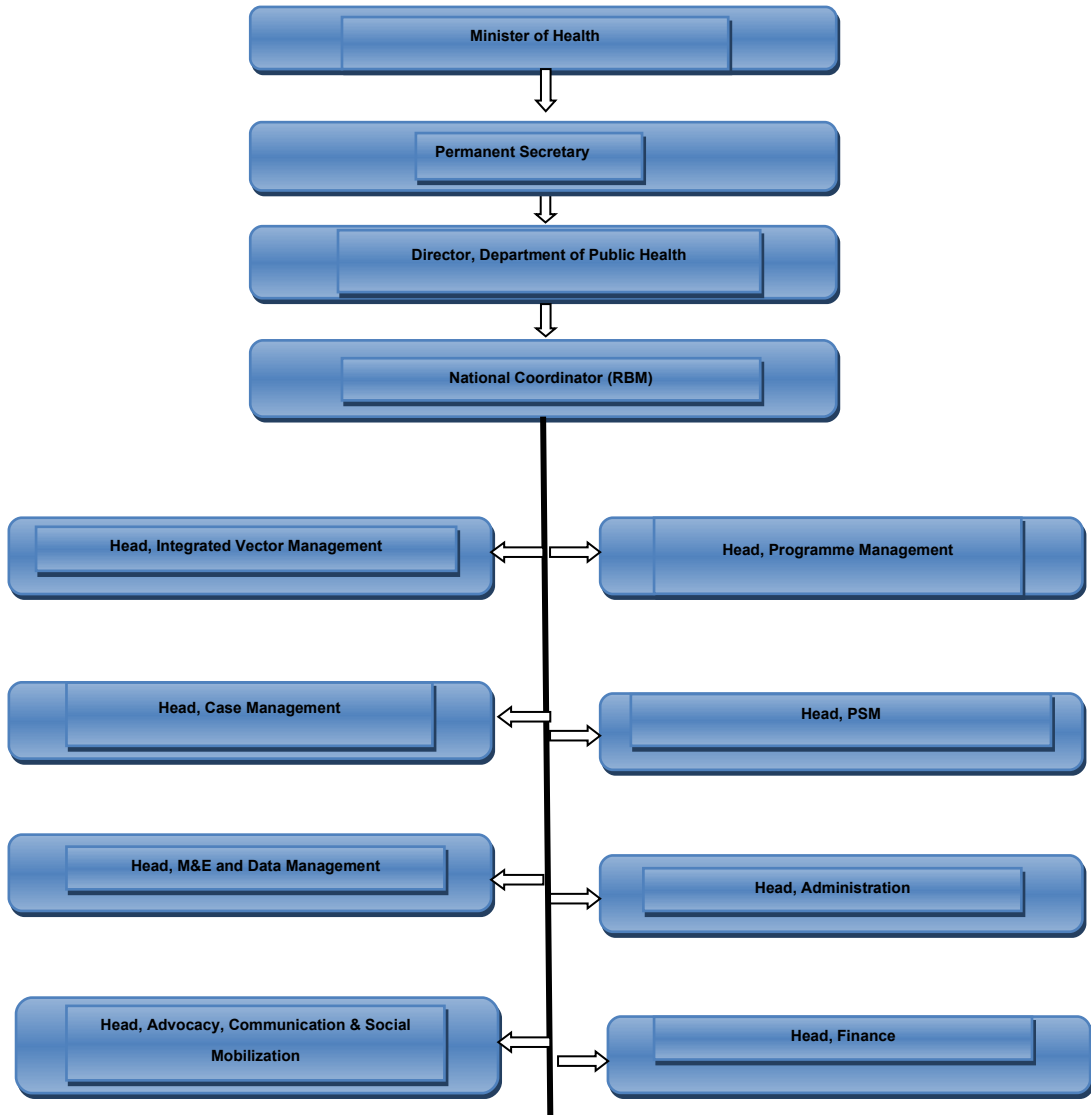 Minister of Health
Permanent Secretary
Director, Department of Public Health
National Coordinator (RBM)
Head, Integrated Vector Management
Head, Programme Management
Head, Case Management
Head, PSM
Head, M&E and Data Management
Head, Administration
Head, Advocacy, Communication & Social
Mobilization
Head, Finance